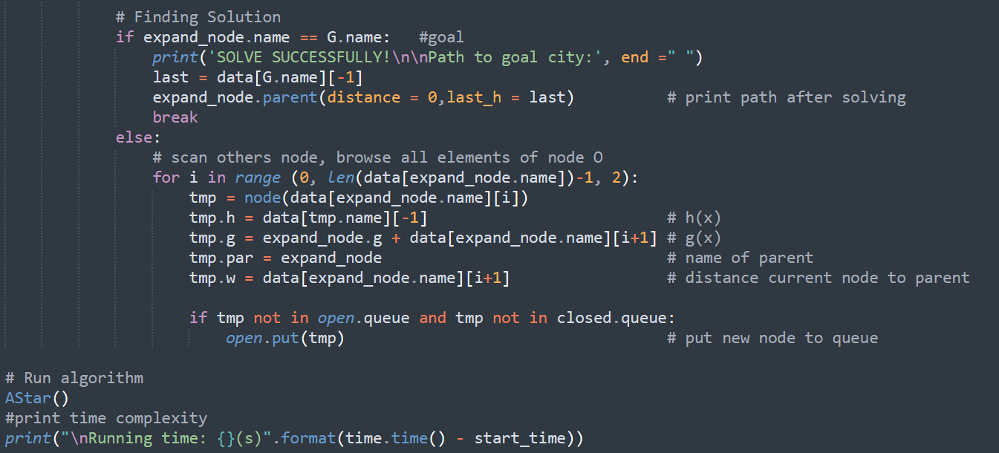 # Finding Solution
if expand_node.name == G.name:   #goal
print('SOLVE SUCCESSFULLY!\n\nPath to goal city:', end =" ")
last = data[G.name][-1]
expand_node.parent(distance = 0,last_h = last)          # print path after solving
break
else:
# scan others node, browse all elements of node O
for i in range (0, len(data[expand_node.name])-1, 2):
tmp = node(data[expand_node.name][i])
tmp.h = data[tmp.name][-1]                          # h(x)
tmp.g = expand_node.g + data[expand_node.name][i+1] # g(x)
tmp.par = expand_node                               # name of parent
tmp.w = data[expand_node.name][i+1]                 # distance current node to parent
if tmp not in open.queue and tmp not in closed.queue:
open.put(tmp)                                   # put new node to queue
# Run algorithm
AStar()
#print time complexity
print("\nRunning time: {}(s)".format(time.time() - start_time))